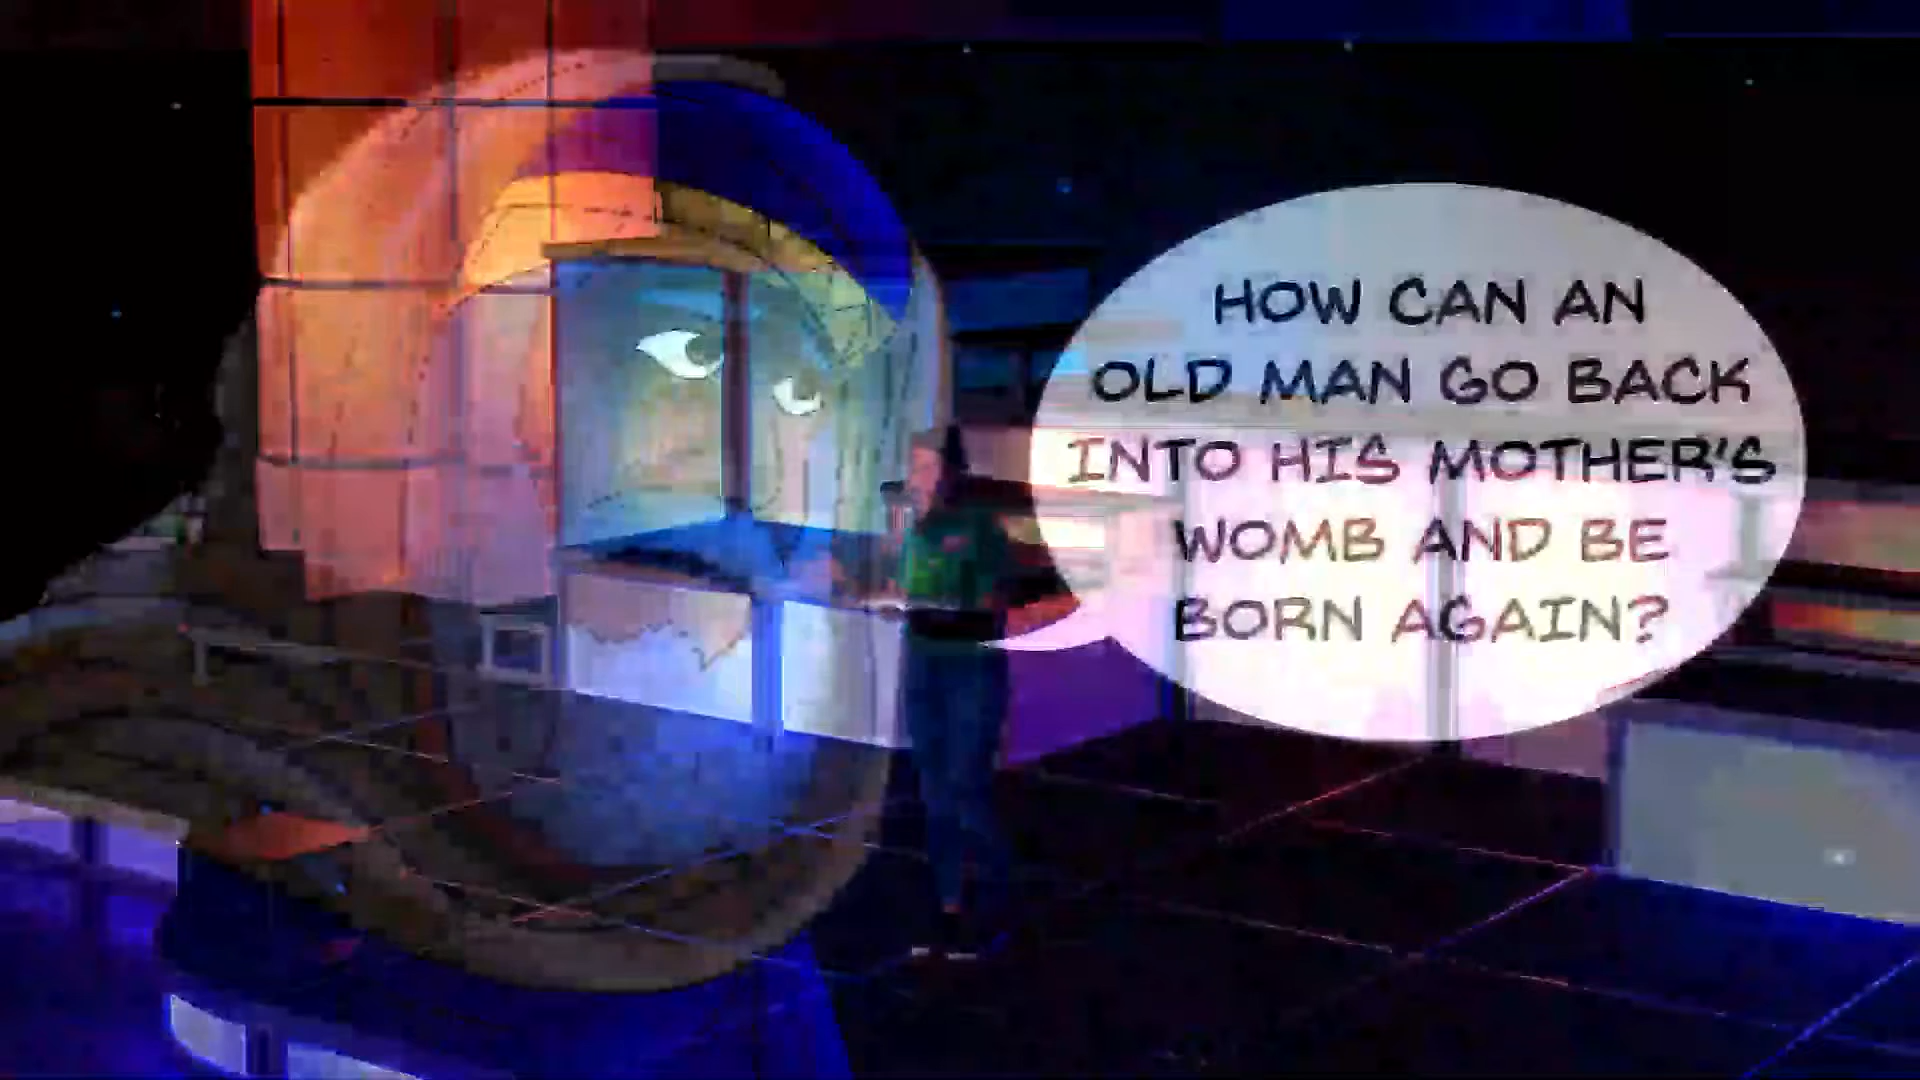 HOW CAN AN
OLD MAN GO BACK
INTO HIS MOTHER'S
WOMB AND BE
BORN AGAIN?